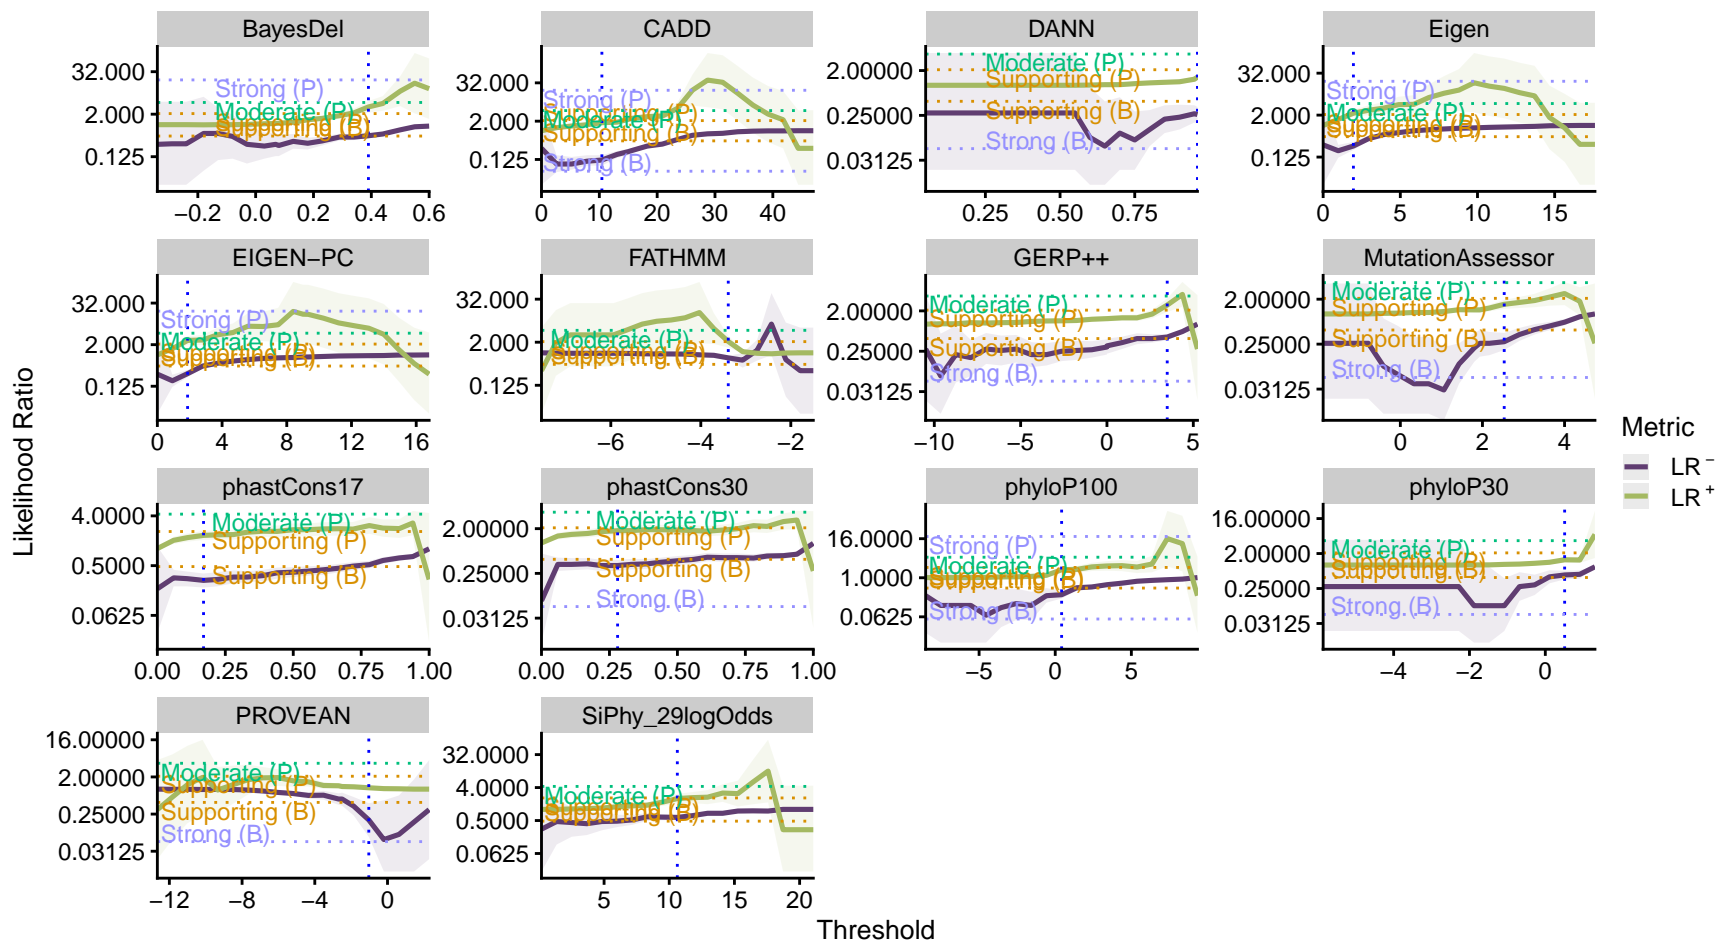 BayesDel CADD DANN Eigen
32.000
2.000
0.125
Strong (P)
Moderate (P)
Supporting (P)
Supporting (B)
−0.2 0.0 0.2 0.4 0.6
32.000
2.000
0.125
Strong (P)
Supporting (P)
Moderate (P)
Supporting (B)
Strong (B)
0 10 20 30 40
2.00000
0.25000
0.03125
Moderate (P)
Supporting (P)
Supporting (B)
Strong (B)
0.25 0.50 0.75
32.000
2.000
0.125
Strong (P)
Moderate (P)
Supporting (P)
Supporting (B)
0 5 10 15
EIGEN−PC FATHMM GERP++ MutationAssessor
32.000
2.000
0.125
Strong (P)
Moderate (P)
Supporting (P)
Supporting (B)
0 4 8 12 16
32.000
2.000
0.125
Moderate (P)
Supporting (P)
Supporting (B)
−6 −4 −2
2.00000
0.25000
0.03125
Moderate (P)
Supporting (P)
Supporting (B)
Strong (B)
−10 −5 0 5
2.00000
0.25000
0.03125
Moderate (P)
Supporting (P)
Supporting (B)
Strong (B)
0 2 4
phastCons17 phastCons30 phyloP100 phyloP30
4.0000
0.5000
0.0625
Moderate (P)
Supporting (P)
Supporting (B)
0.00 0.25 0.50 0.75 1.00
2.00000
0.25000
0.03125
Moderate (P)
Supporting (P)
Supporting (B)
Strong (B)
0.00 0.25 0.50 0.75 1.00
16.0000
1.0000
0.0625
Strong (P)
Moderate (P)
Supporting (P)
Supporting (B)
Strong (B)
−5 0 5
16.00000
2.00000
0.25000
0.03125
Moderate (P)
Supporting (P)
Supporting (B)
Strong (B)
−4 −2 0
PROVEAN SiPhy_29logOdds
16.00000
2.00000
0.25000
0.03125
Moderate (P)
Supporting (P)
Supporting (B)
Strong (B)
−12 −8 −4 0
32.0000
4.0000
0.5000
0.0625
Moderate (P)
Supporting (P)
Supporting (B)
5 10 15 20
Likelihood Ratio
Threshold
Metric
LR⁻
LR⁺